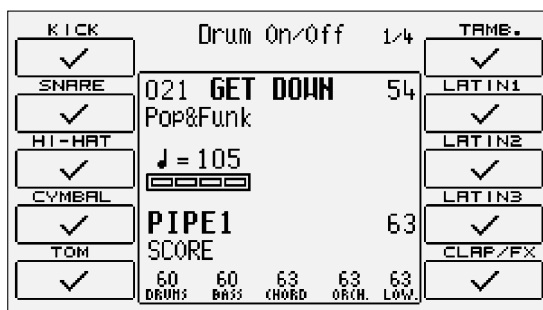 Drum On/Off 1/4
KICK
SNARE
HI-HAT
CYMBAL
TOM
021 GET DOWN 54
Pop&Funk
♩ = 105
PIPE1 63
SCORE
60 60 63 63 63
DRUMS BASS CHORD ORCH. LOW.
TAMB.
LATIN1
LATIN2
LATIN3
CLAP/FX